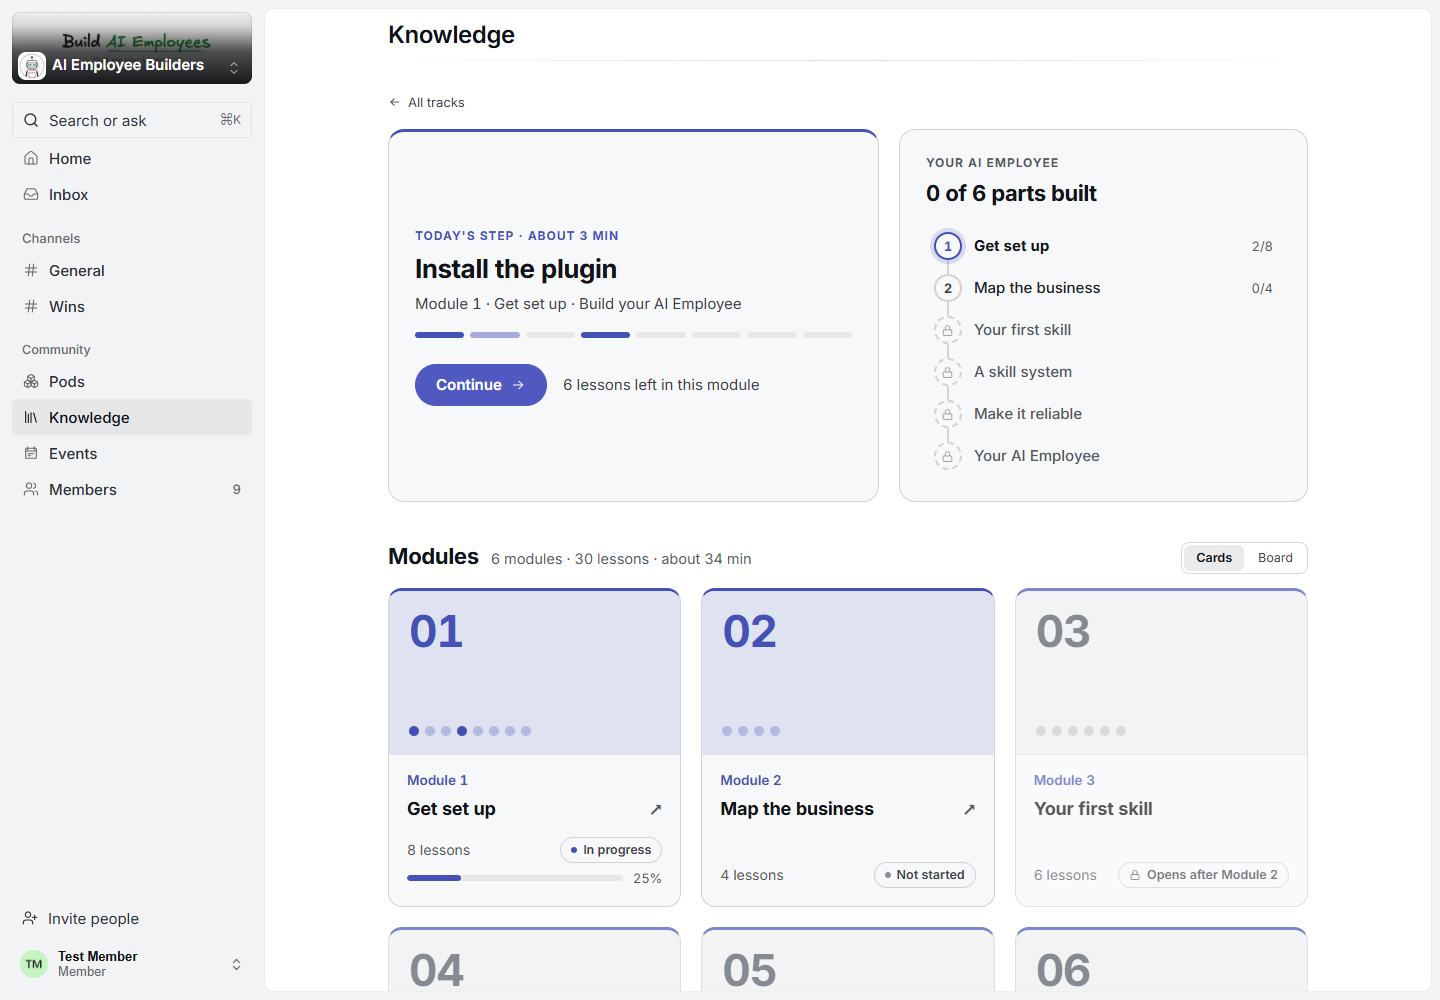 Build AI Employees
AI Employee Builders
Search or ask
⌘K
Home
Inbox
Channels
General
Wins
Community
Pods
Knowledge
Events
Members
9
Invite people
TM
Test Member
Member
Knowledge
← All tracks
TODAY'S STEP · ABOUT 3 MIN
Install the plugin
Module 1 · Get set up · Build your AI Employee
Continue →
6 lessons left in this module
YOUR AI EMPLOYEE
0 of 6 parts built
1 Get set up 2/8
2 Map the business 0/4
Your first skill
A skill system
Make it reliable
Your AI Employee
Modules 6 modules · 30 lessons · about 34 min
Cards Board
01
Module 1
Get set up ↗
8 lessons
In progress
25%
02
Module 2
Map the business ↗
4 lessons
Not started
03
Module 3
Your first skill
6 lessons
Opens after Module 2
04
05
06